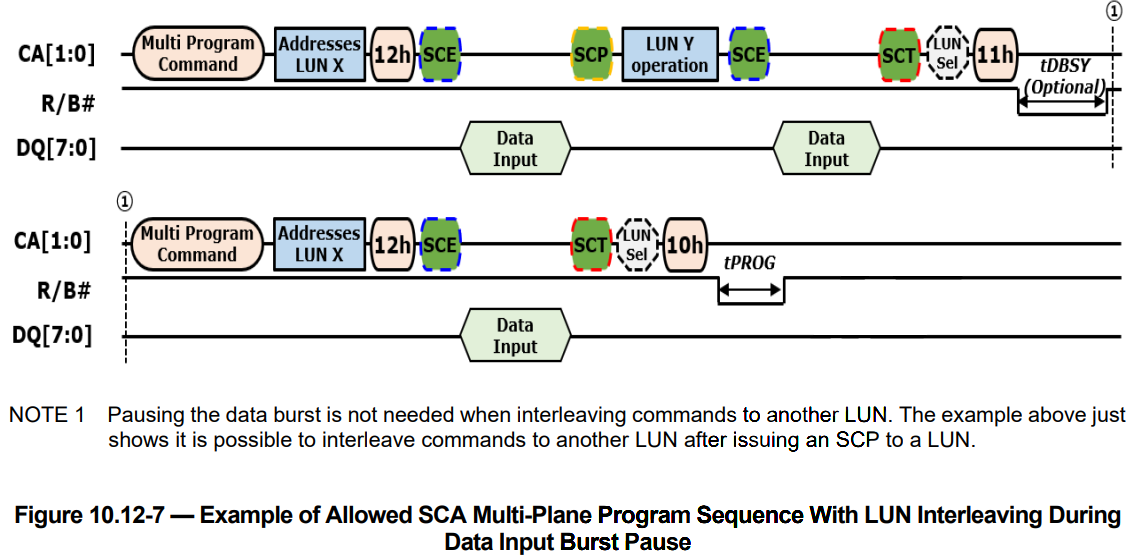 ①
CA[1:0] Multi Program Command Addresses LUN X 12h SCE SCP LUN Y operation SCE SCT LUN Sel 11h
R/B# tDBSY (Optional)
DQ[7:0] Data Input Data Input
①
CA[1:0] Multi Program Command Addresses LUN X 12h SCE SCT LUN Sel 10h
R/B# tPROG
DQ[7:0] Data Input
NOTE 1 Pausing the data burst is not needed when interleaving commands to another LUN. The example above just
shows it is possible to interleave commands to another LUN after issuing an SCP to a LUN.
Figure 10.12-7 — Example of Allowed SCA Multi-Plane Program Sequence With LUN Interleaving During
Data Input Burst Pause